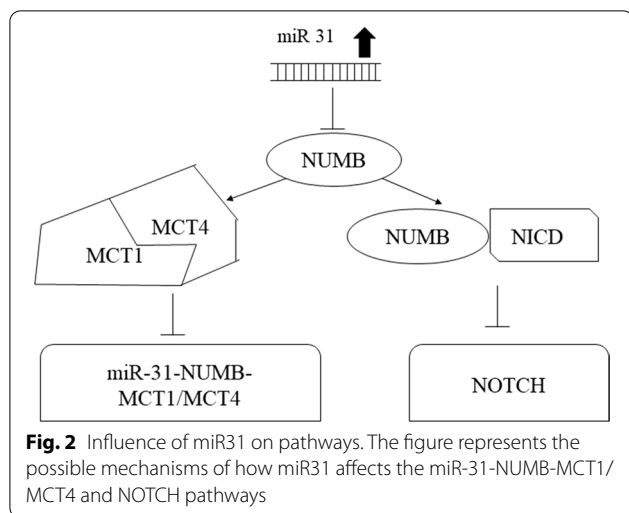 miR 31
NUMB
MCT4
MCT1
NUMB
NICD
miR-31-NUMB-
MCT1/MCT4
NOTCH
Fig. 2 Influence of miR31 on pathways. The figure represents the
possible mechanisms of how miR31 affects the miR-31-NUMB-MCT1/
MCT4 and NOTCH pathways